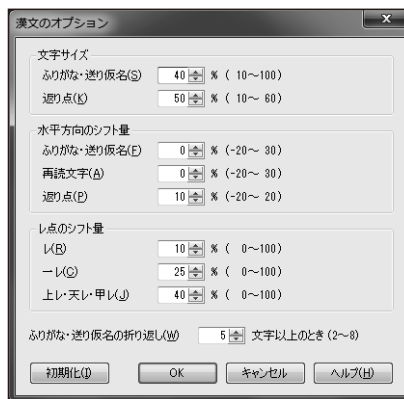 漢文のオプション
文字サイズ
ふりがな・送り仮名(S) 40 % ( 10～100)
返り点(K) 50 % ( 10～ 60)
水平方向のシフト量
ふりがな・送り仮名(F) 0 % (-20～ 30)
再読文字(A) 0 % (-20～ 30)
返り点(P) 10 % (-20～ 20)
レ点のシフト量
レ(R) 10 % ( 0～100)
一レ(C) 25 % ( 0～100)
上レ・天レ・甲レ(J) 40 % ( 0～100)
ふりがな・送り仮名の折り返し(W) 5 文字以上のとき (2～8)
初期化(I) OK キャンセル ヘルプ(H)